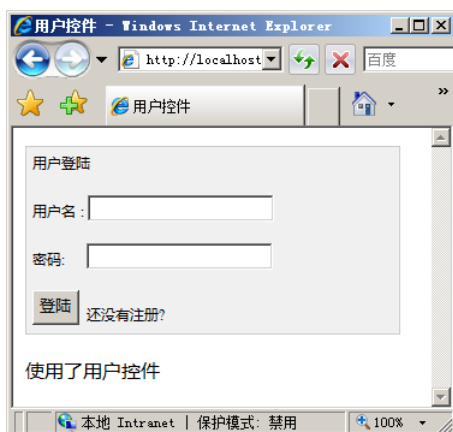 用户控件 - Windows Internet Explorer
http://localhost
百度
用户控件
»
用户登陆
用户名 :
密码:
登陆 还没有注册?
使用了用户控件
本地 Intranet | 保护模式: 禁用 100%